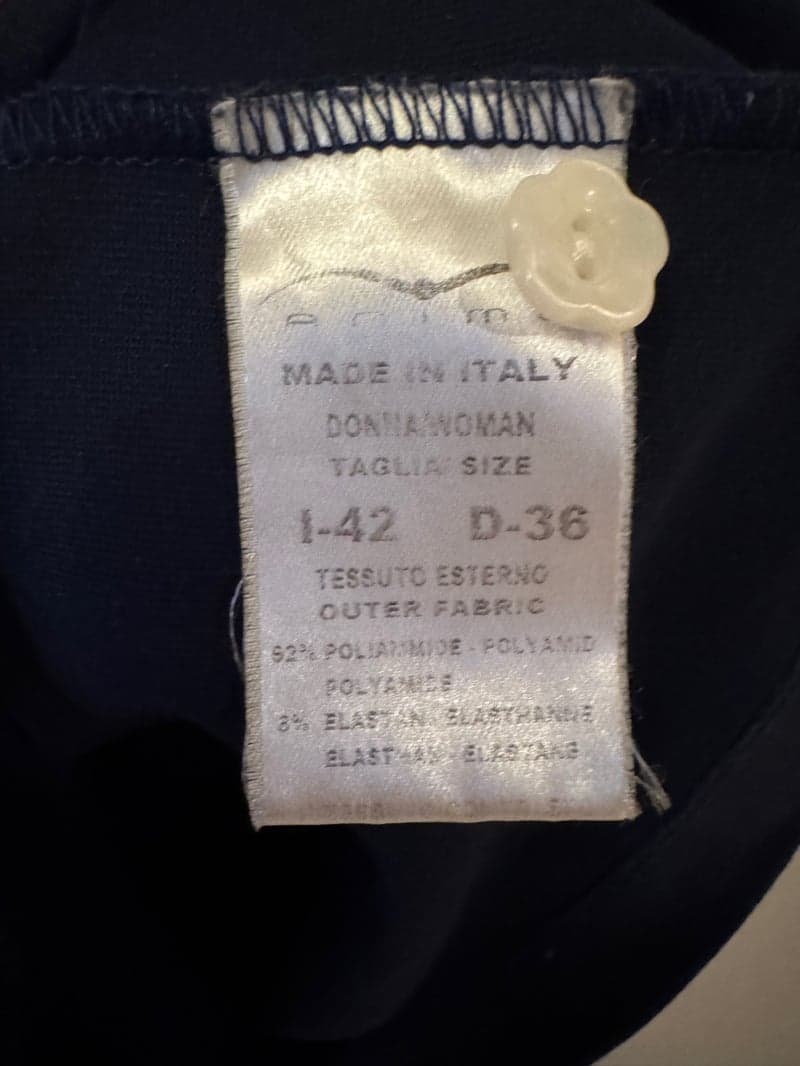 MADE IN ITALY
DONNA/WOMAN
TAGLIA/ SIZE
I-42 D-36
TESSUTO ESTERNO
OUTER FABRIC
92% POLIAMMIDE - POLYAMID
POLYAMIDE
8% ELASTAN - ELASTHANNE
ELASTHAN - ELASTANE